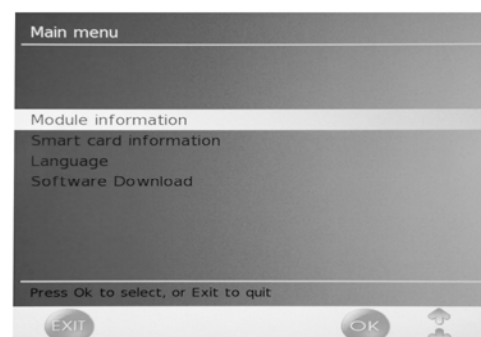 Main menu
Module information
Smart card information
Language
Software Download
Press Ok to select, or Exit to quit
EXIT
OK